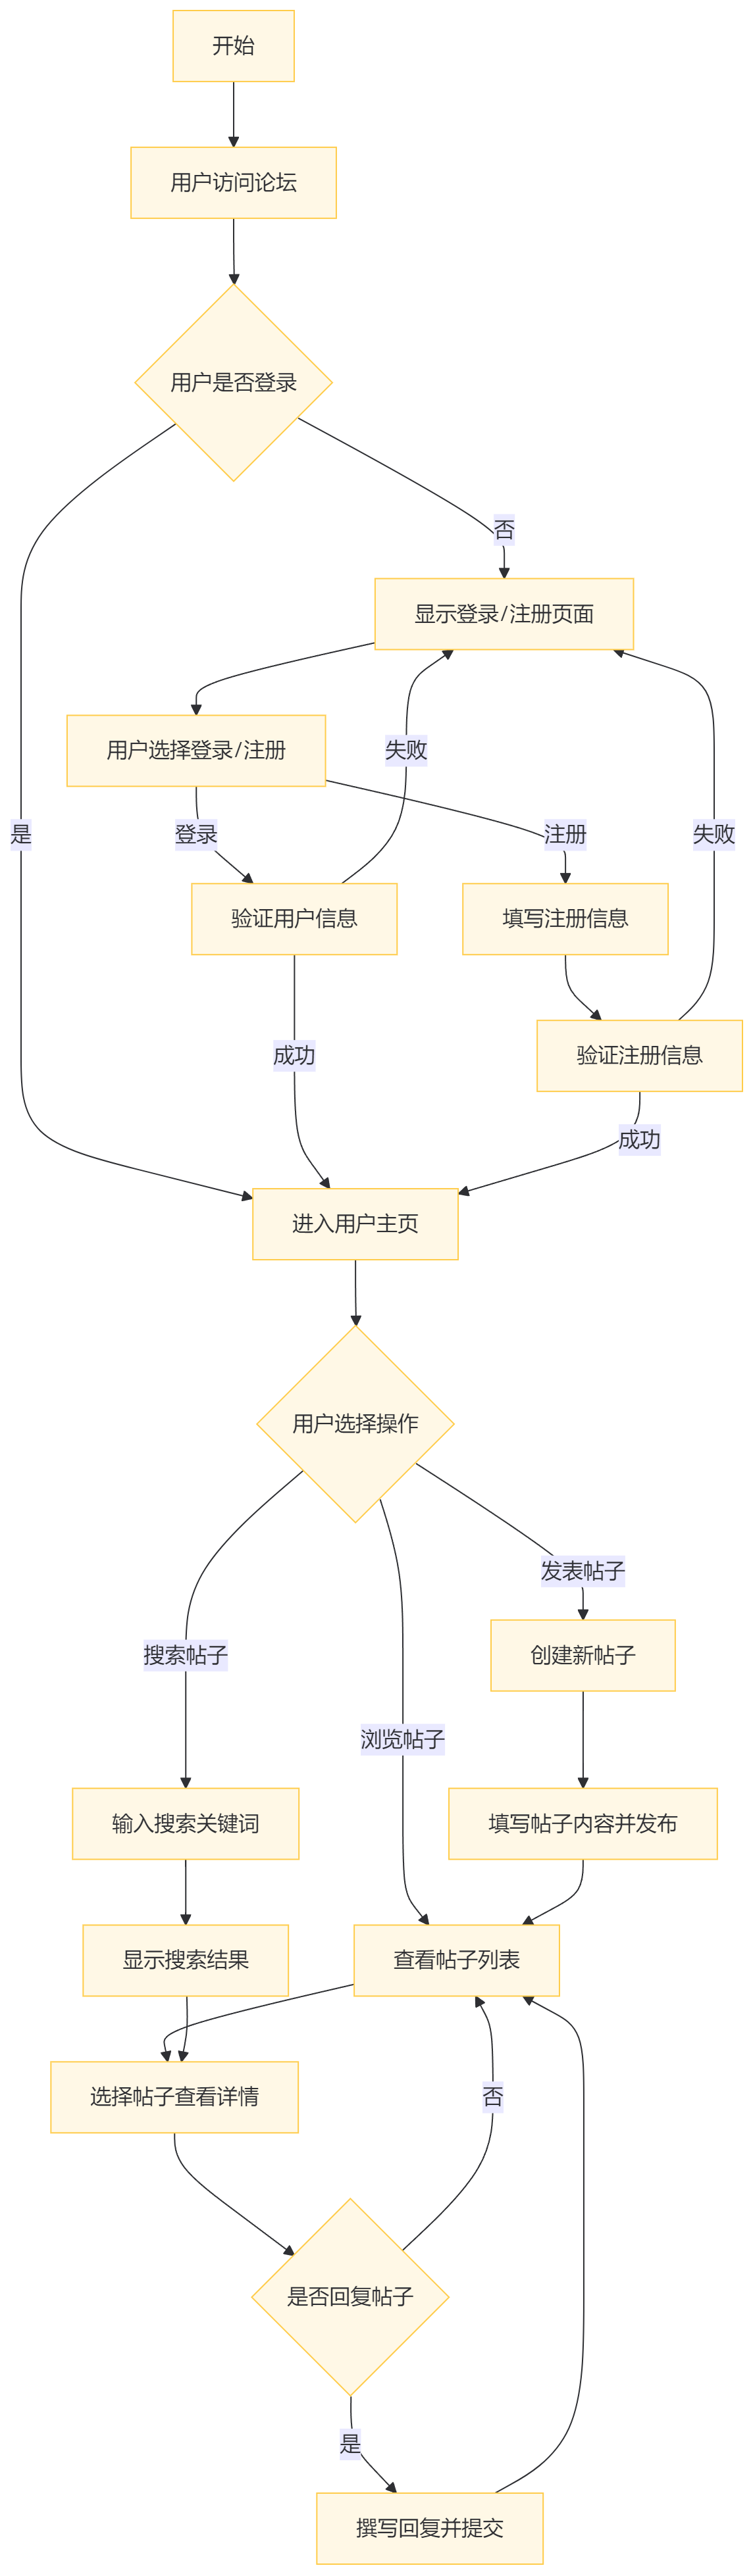 开始
用户访问论坛
用户是否登录
否
显示登录/注册页面
用户选择登录/注册
失败
是
登录
注册
失败
验证用户信息
填写注册信息
成功
验证注册信息
成功
进入用户主页
用户选择操作
发表帖子
搜索帖子
创建新帖子
浏览帖子
输入搜索关键词
填写帖子内容并发布
显示搜索结果
查看帖子列表
选择帖子查看详情
否
是否回复帖子
是
撰写回复并提交